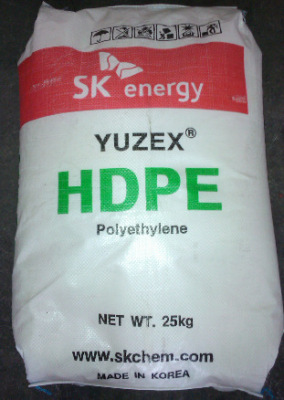 SK energy
YUZEX®
HDPE
Polyethylene
NET WT. 25kg
www.skchem.com
MADE IN KOREA